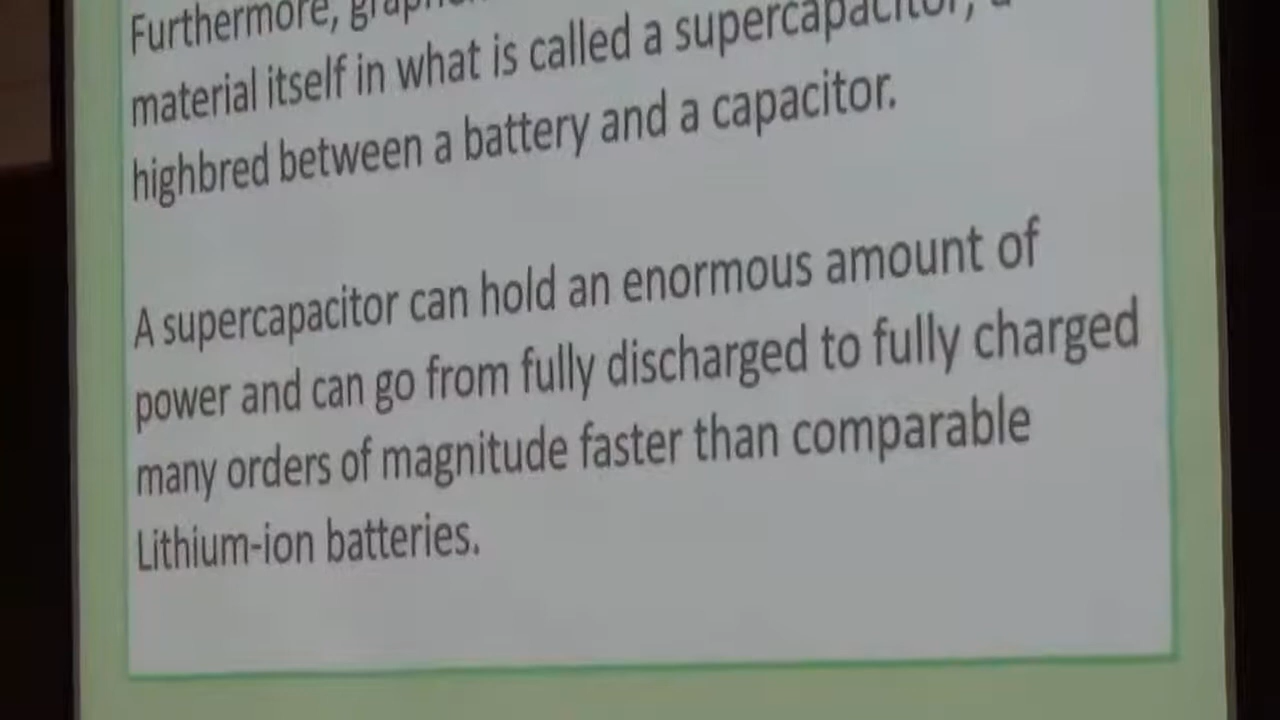 Furthermore,
material itself in what is called a supercapacitor,
highbred between a battery and a capacitor.
A supercapacitor can hold an enormous amount of
power and can go from fully discharged to fully charged
many orders of magnitude faster than comparable
Lithium-ion batteries.